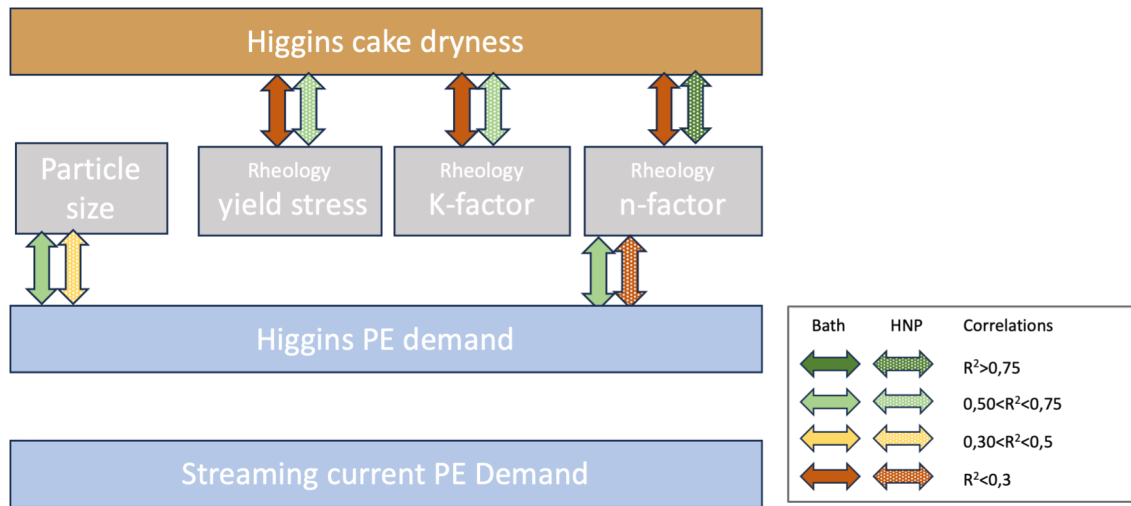 Higgins cake dryness
Particle
size
Rheology
yield stress
Rheology
K-factor
Rheology
n-factor
Higgins PE demand
Streaming current PE Demand
Bath HNP Correlations
R²>0,75
0,50<R²<0,75
0,30<R²<0,5
R²<0,3